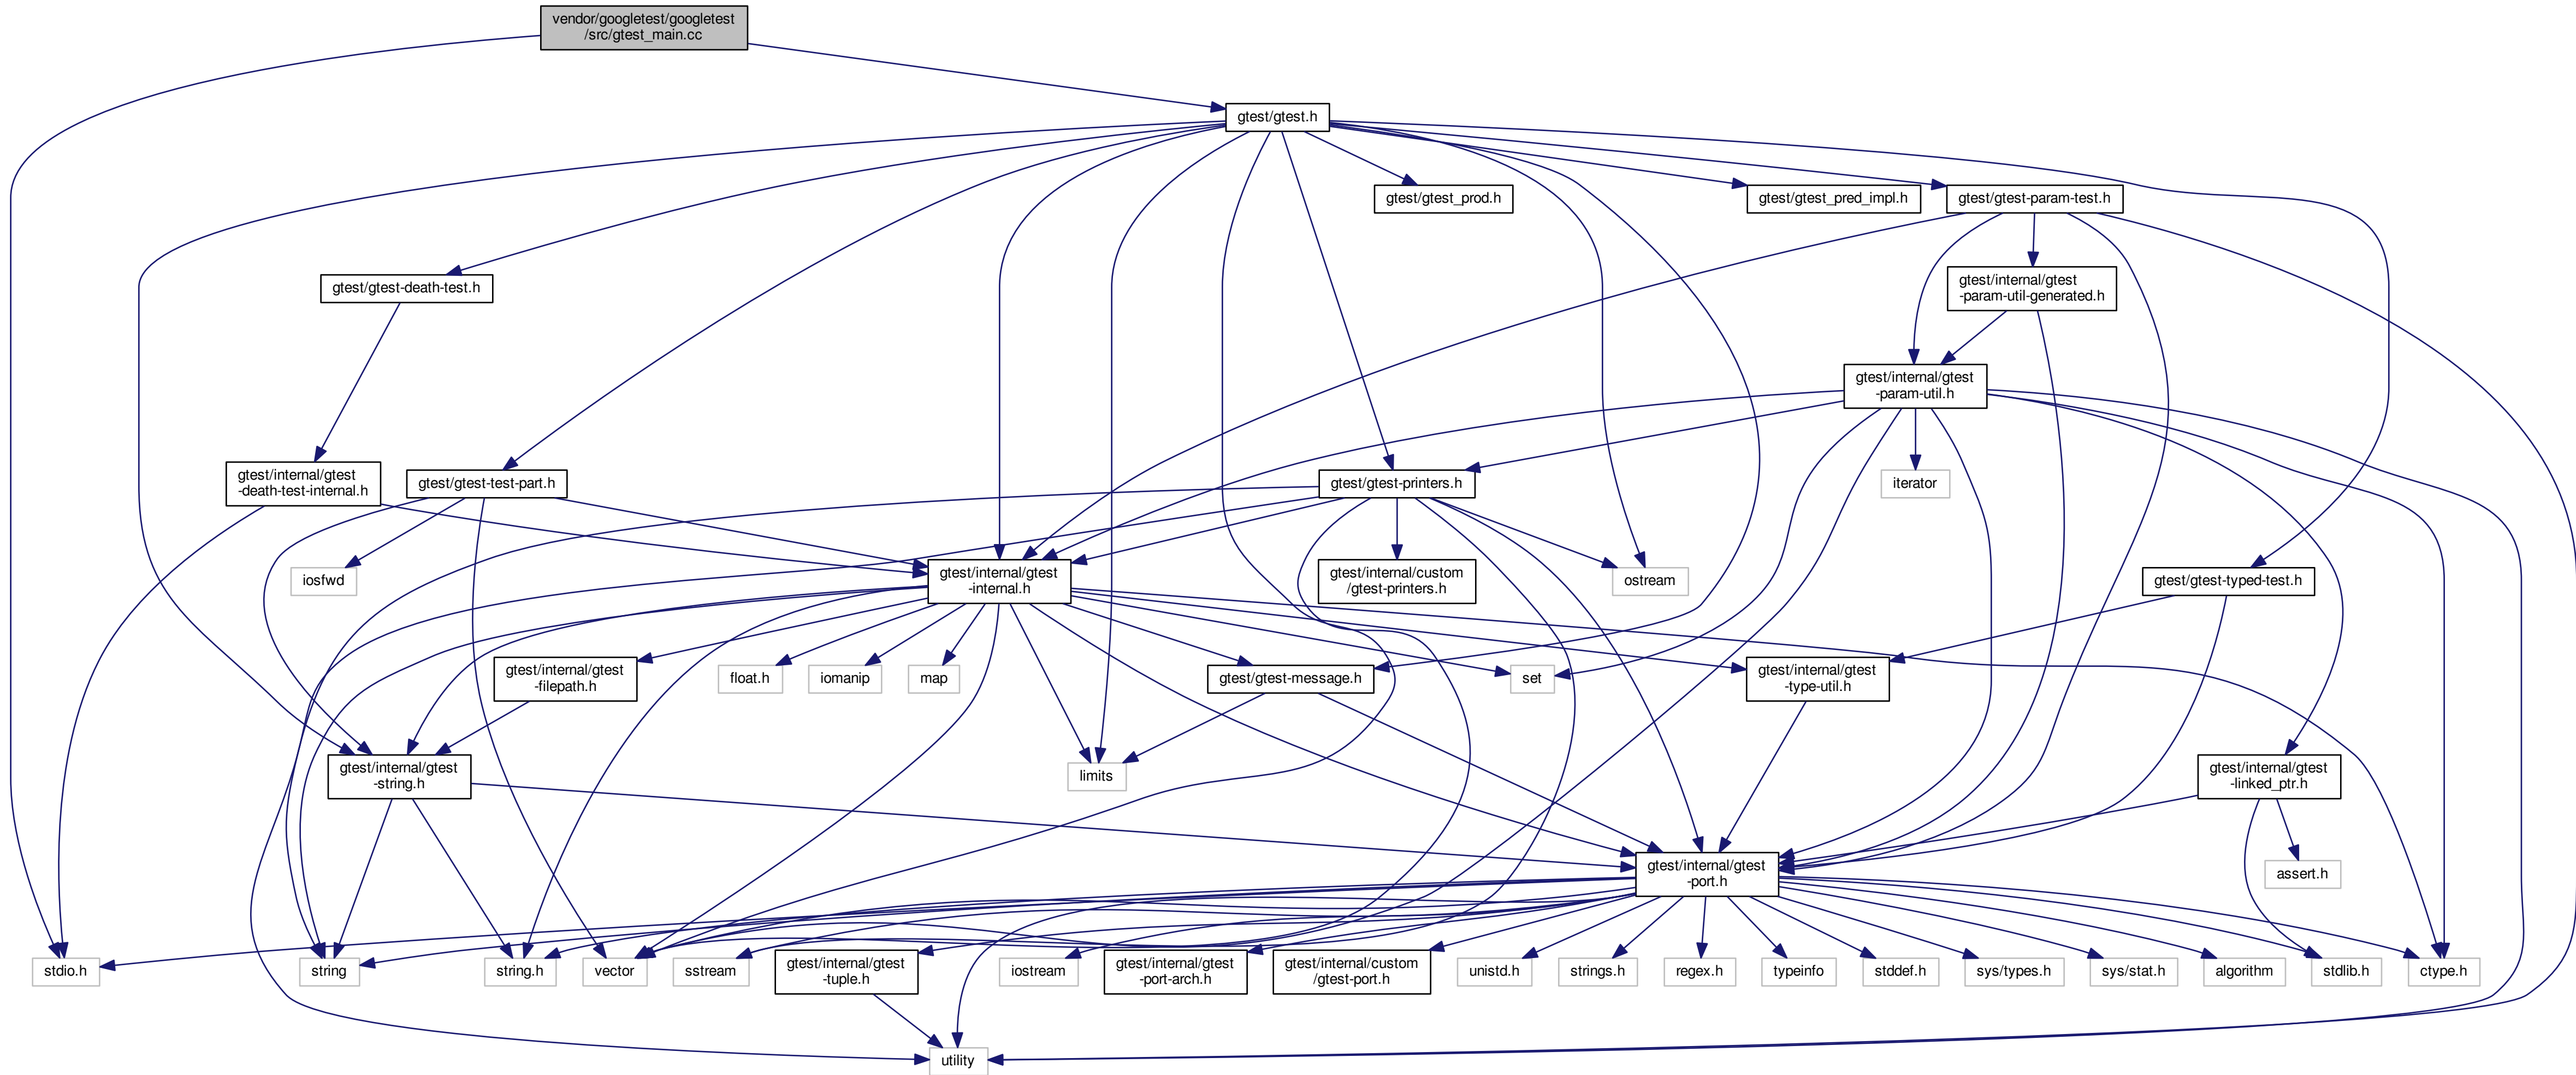 vendor/googletest/googletest
/src/gtest_main.cc
gtest/gtest.h
gtest/gtest_prod.h
gtest/gtest_pred_impl.h
gtest/gtest-param-test.h
gtest/gtest-death-test.h
gtest/internal/gtest
-param-util-generated.h
gtest/internal/gtest
-param-util.h
gtest/internal/gtest
-death-test-internal.h
gtest/gtest-test-part.h
gtest/gtest-printers.h
iterator
iosfwd
gtest/internal/gtest
-internal.h
gtest/internal/custom
/gtest-printers.h
ostream
gtest/gtest-typed-test.h
gtest/internal/gtest
-filepath.h
float.h
iomanip
map
gtest/gtest-message.h
set
gtest/internal/gtest
-type-util.h
gtest/internal/gtest
-string.h
limits
gtest/internal/gtest
-linked_ptr.h
gtest/internal/gtest
-port.h
assert.h
stdio.h
string
string.h
vector
sstream
gtest/internal/gtest
-tuple.h
iostream
gtest/internal/gtest
-port-arch.h
gtest/internal/custom
/gtest-port.h
unistd.h
strings.h
regex.h
typeinfo
stddef.h
sys/types.h
sys/stat.h
algorithm
stdlib.h
ctype.h
utility